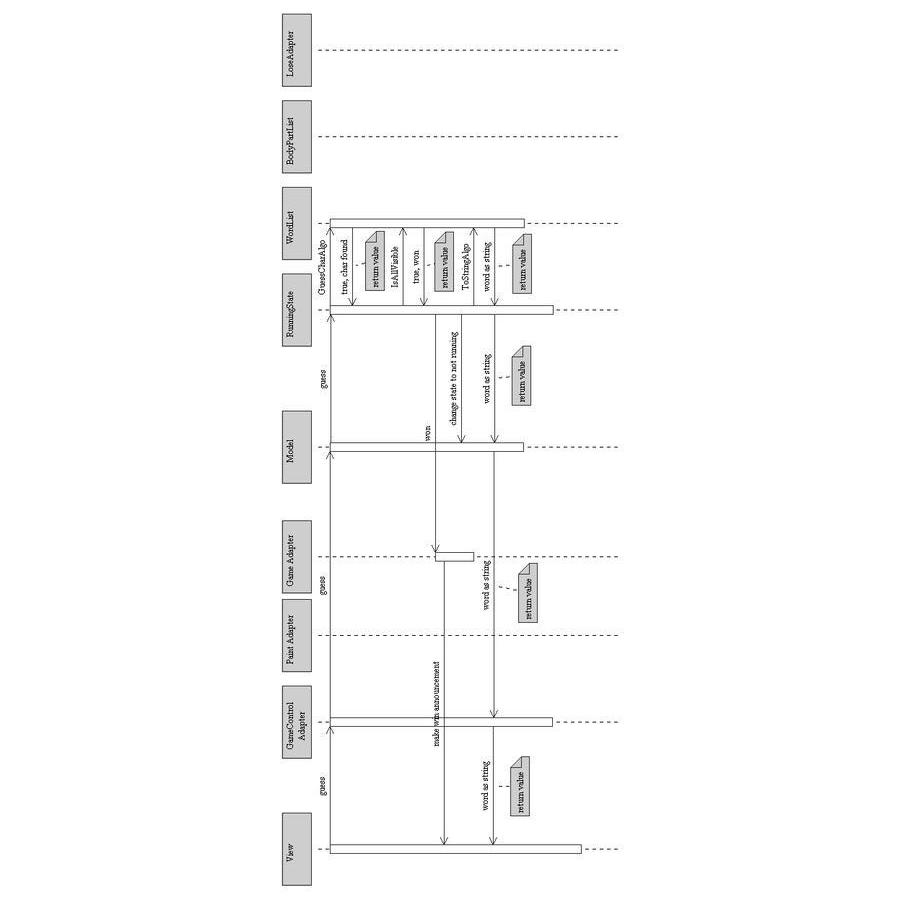 View
GameControl
Adapter
Paint Adapter
Game Adapter
Model
RunningState
WordList
BodyPartList
LoseAdapter
guess
guess
guess
GuessCharAlgo
true, char found
return value
IsAllVisible
true, won
return value
won
make win announcement
change state to not running
ToStringAlgo
word as string
return value
word as string
return value
word as string
return value
word as string
return value